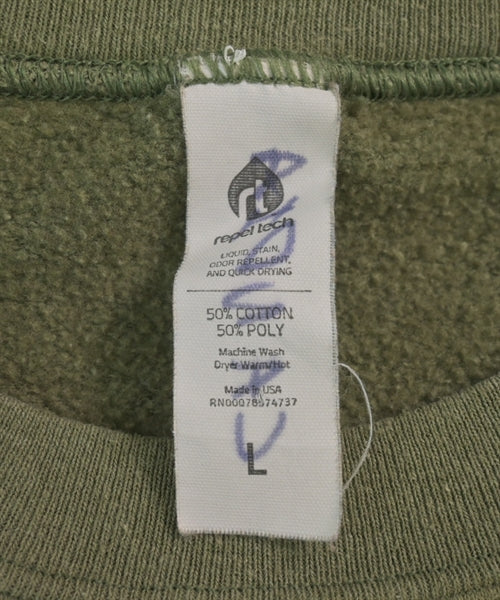 rt
repel tech
LIQUID, STAIN,
ODOR REPELLENT,
AND QUICK DRYING
50% COTTON
50% POLY
Machine Wash
Dryer Warm/Hot
Made in USA
RN00078574737
L